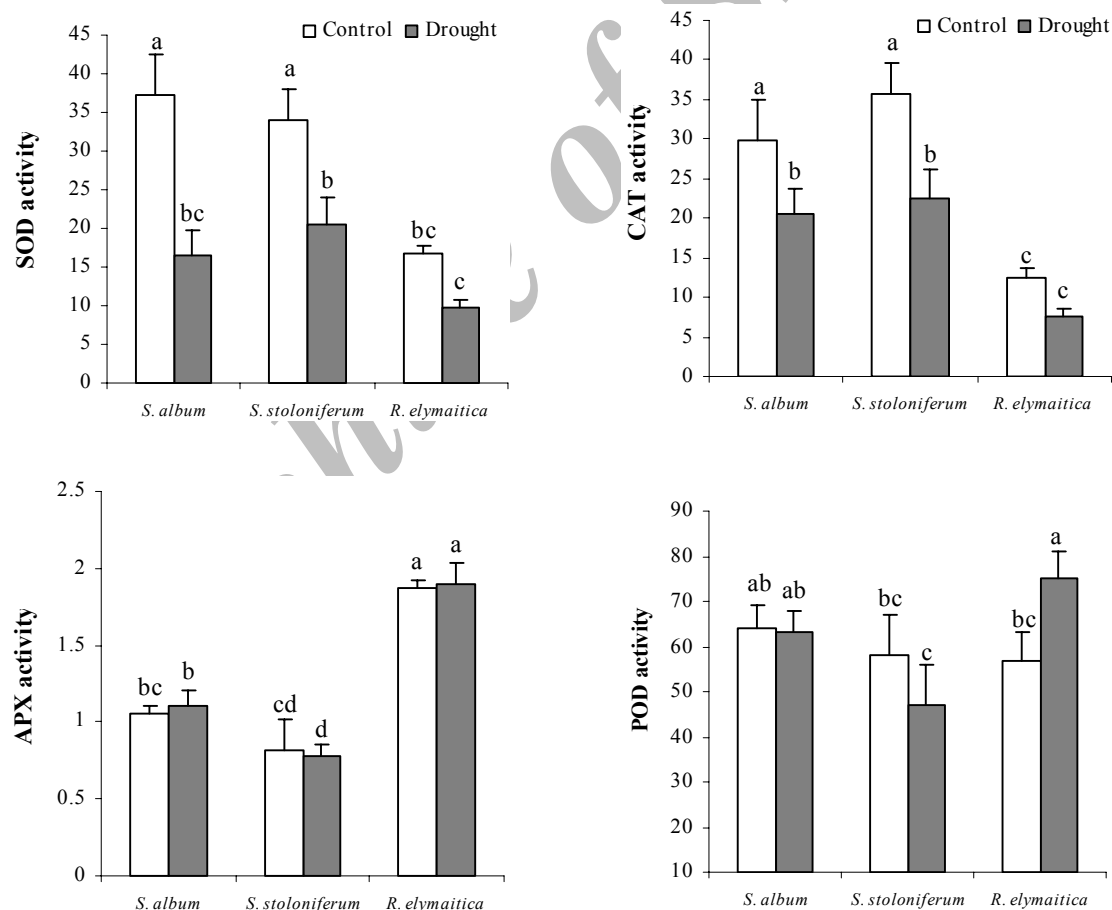 Control Drought
SOD activity
45
40
35
30
25
20
15
10
5
0
a
bc
a
b
bc
c
S. album S. stoloniferum R. elymaitica
Control Drought
CAT activity
45
40
35
30
25
20
15
10
5
0
a
b
a
b
c
c
S. album S. stoloniferum R. elymaitica
APX activity
2.5
2
1.5
1
0.5
0
bc
b
cd
d
a
a
S. album S. stoloniferum R. elymaitica
POD activity
90
80
70
60
50
40
30
20
10
ab
ab
bc
c
bc
a
S. album S. stoloniferum R. elymaitica
of